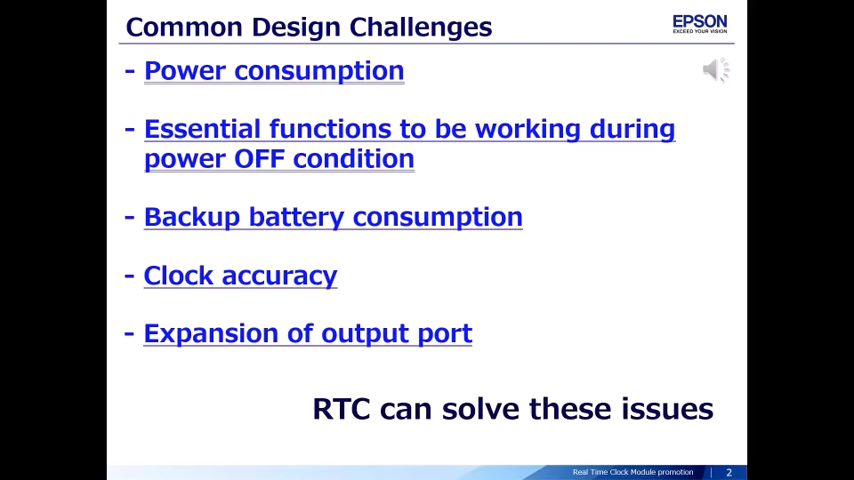 Common Design Challenges
EPSON
EXCEED YOUR VISION
- Power consumption
- Essential functions to be working during
power OFF condition
- Backup battery consumption
- Clock accuracy
- Expansion of output port
RTC can solve these issues
Real Time Clock Module promotion
2